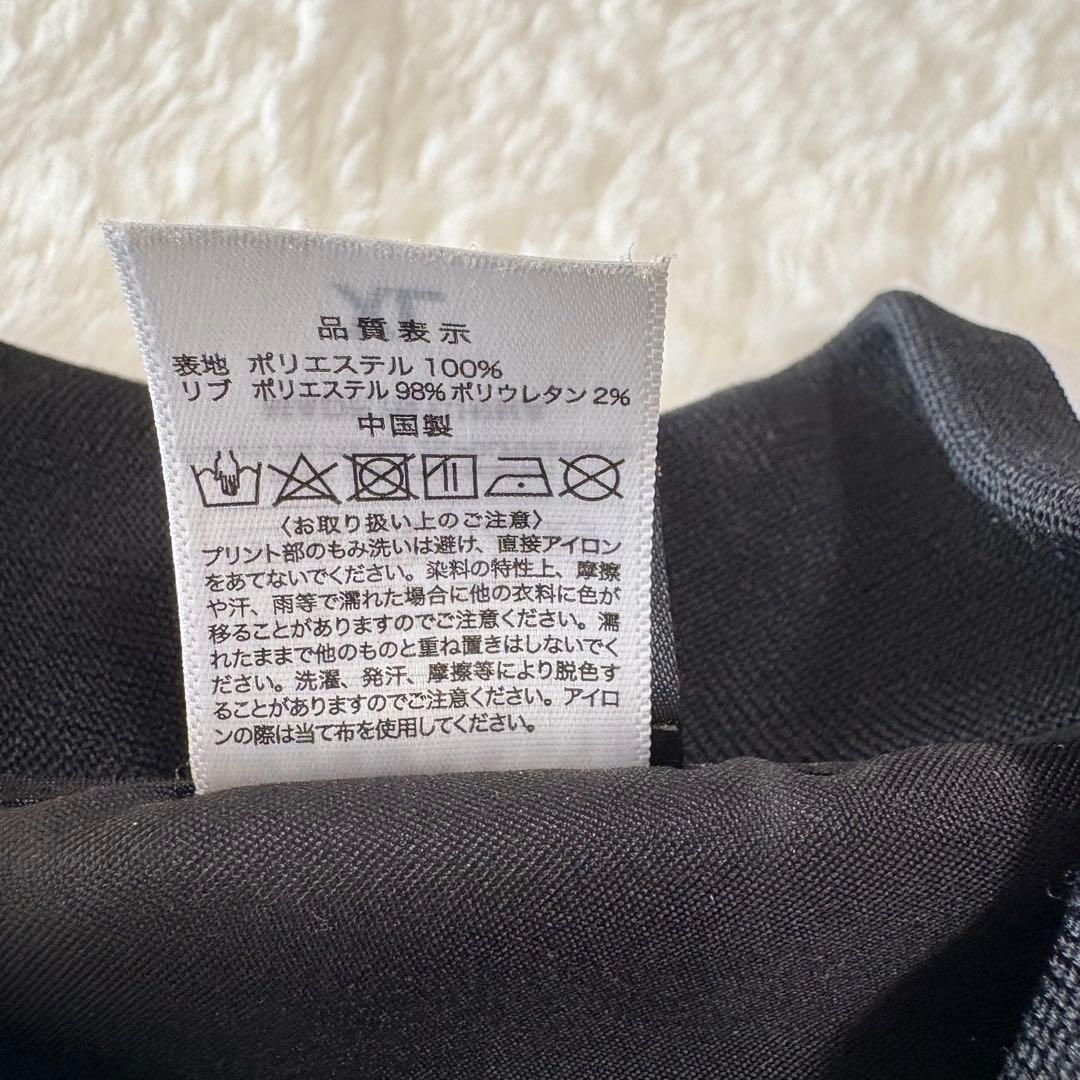 品質表示
表地 ポリエステル 100%
リブ ポリエステル 98% ポリウレタン 2%
中国製
〈お取り扱い上のご注意〉
プリント部のもみ洗いは避け、直接アイロン
をあてないでください。染料の特性上、摩擦
や汗、雨等で濡れた場合に他の衣料に色が
移ることがありますのでご注意ください。濡
れたままで他のものと重ね置きはしないでく
ださい。洗濯、発汗、摩擦等により脱色す
ることがありますのでご注意ください。アイロ
ンの際は当て布を使用してください。